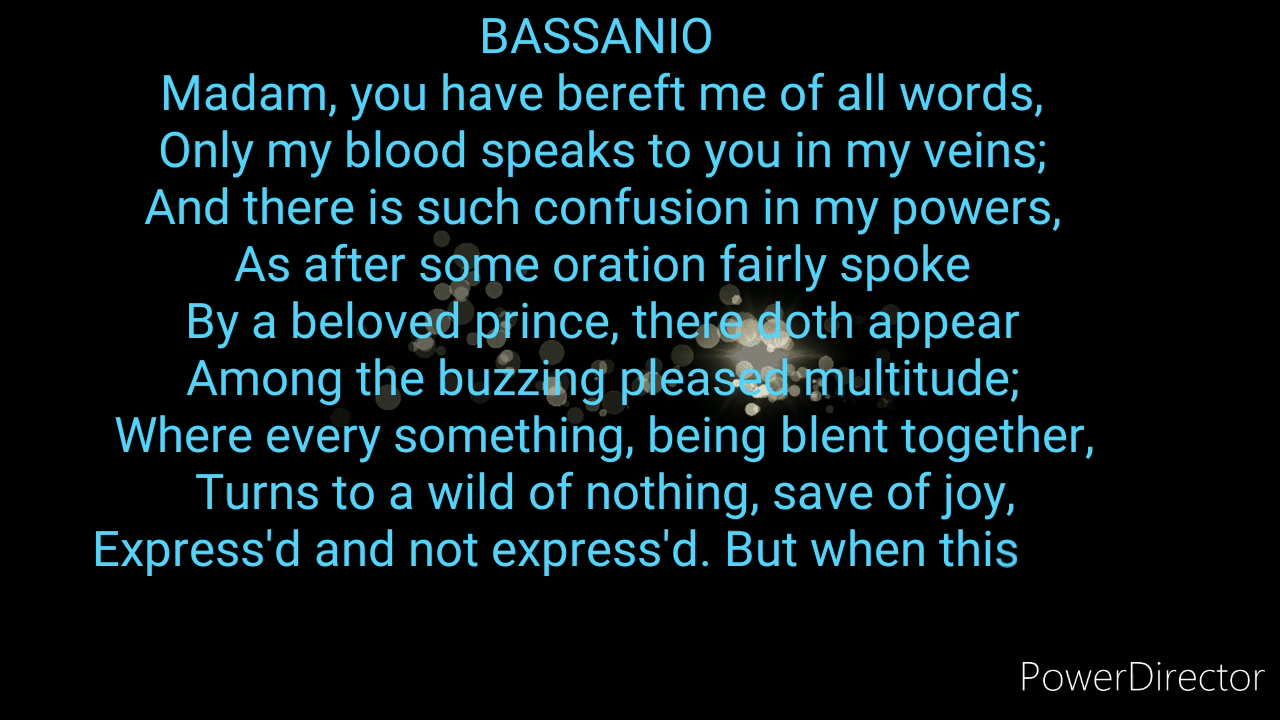 BASSANIO
Madam, you have bereft me of all words,
Only my blood speaks to you in my veins;
And there is such confusion in my powers,
As after some oration fairly spoke
By a beloved prince, there doth appear
Among the buzzing pleased multitude;
Where every something, being blent together,
Turns to a wild of nothing, save of joy,
Express'd and not express'd. But when this
PowerDirector